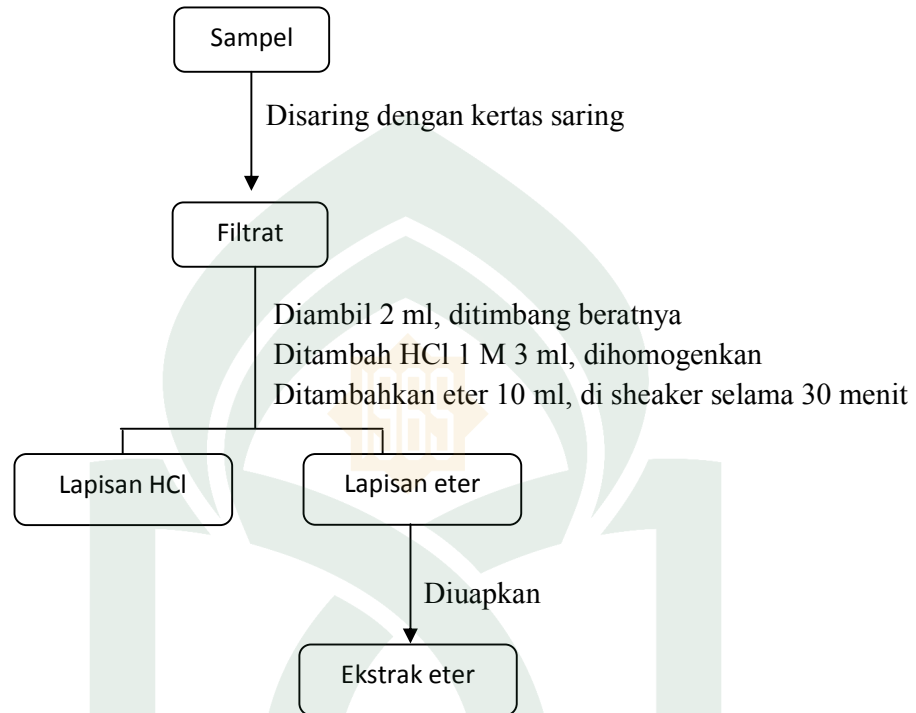 Sampel
Disaring dengan kertas saring
Filtrat
Diambil 2 ml, ditimbang beratnya
Ditambah HCl 1 M 3 ml, dihomogenkan
Ditambahkan eter 10 ml, di sheaker selama 30 menit
Lapisan HCl
Lapisan eter
Diuapkan
Ekstrak eter